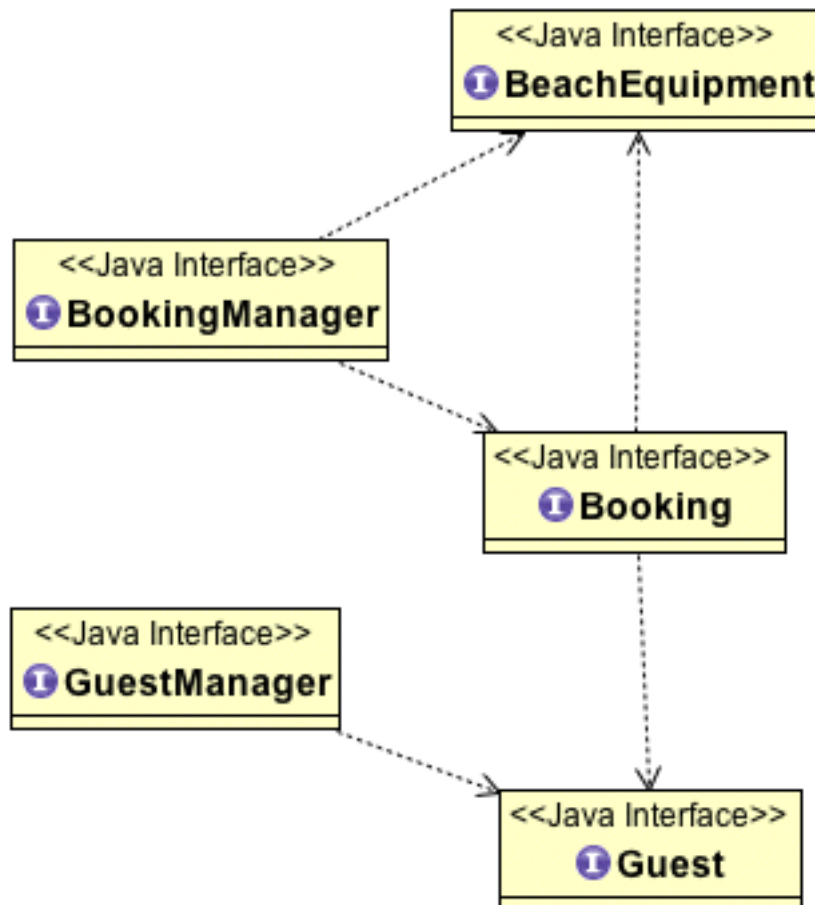 <<Java Interface>>
I BeachEquipment
<<Java Interface>>
I BookingManager
<<Java Interface>>
I Booking
<<Java Interface>>
I GuestManager
<<Java Interface>>
I Guest